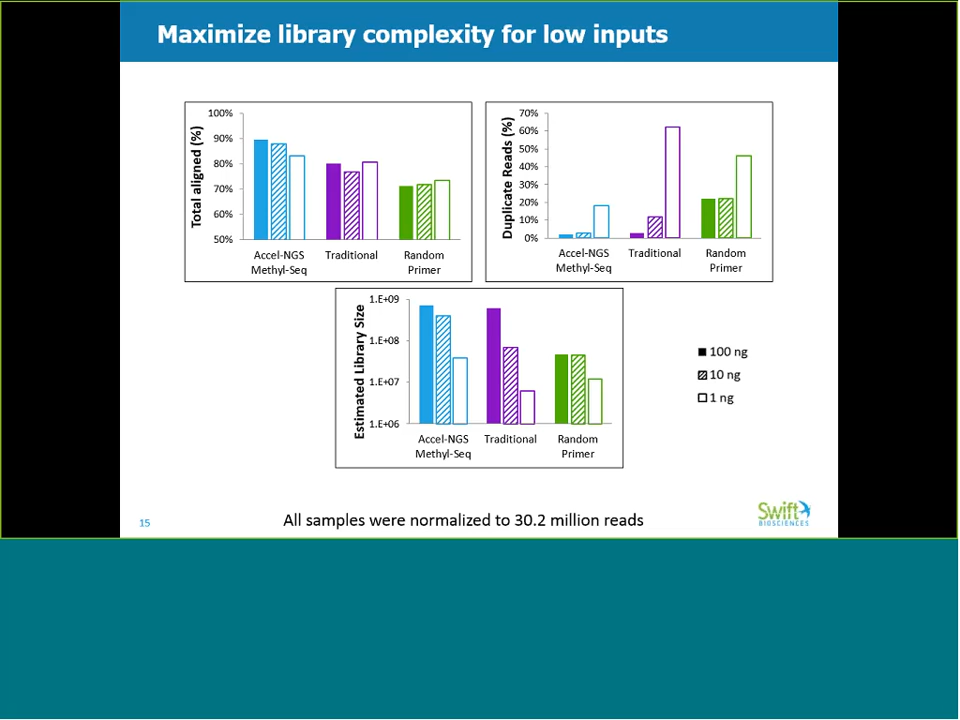 Maximize library complexity for low inputs
Total aligned (%)
100%
90%
80%
70%
60%
50%
Accel-NGS Methyl-Seq
Traditional
Random Primer
Duplicate Reads (%)
70%
60%
50%
40%
30%
20%
10%
0%
Accel-NGS Methyl-Seq
Traditional
Random Primer
Estimated Library Size
1.E+09
1.E+08
1.E+07
1.E+06
Accel-NGS Methyl-Seq
Traditional
Random Primer
100 ng
10 ng
1 ng
15
All samples were normalized to 30.2 million reads
Swift
BIOSCIENCES